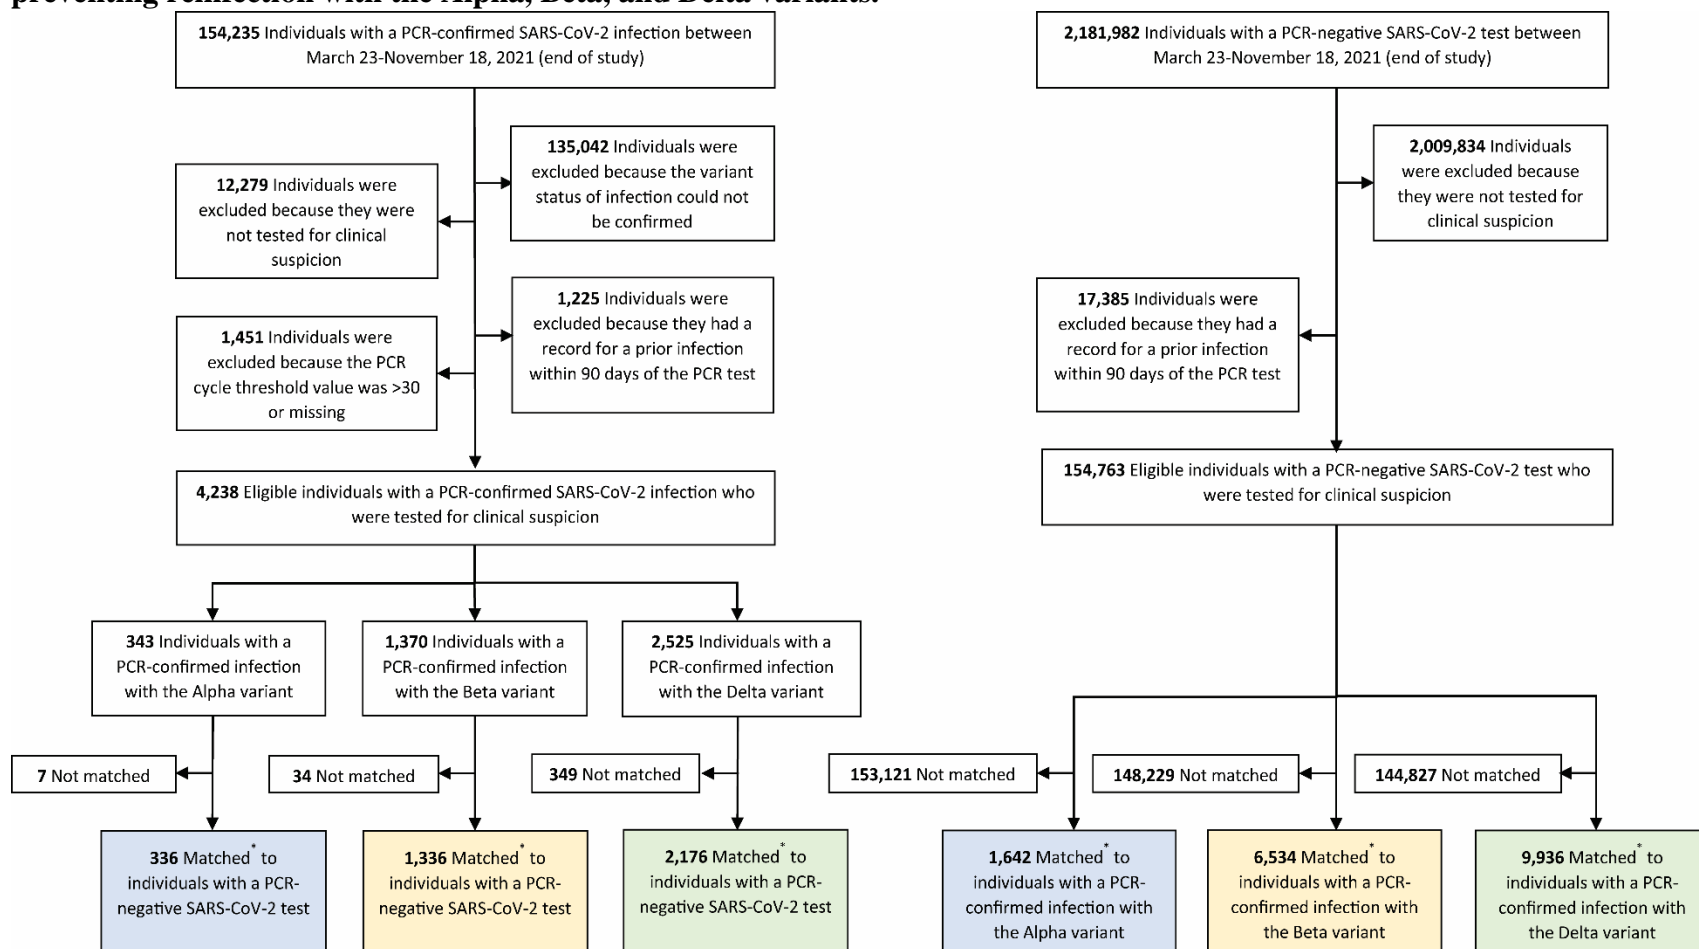 preventing reinfection with the Alpha, Beta, and Delta variants.
154,235 Individuals with a PCR-confirmed SARS-CoV-2 infection between
March 23-November 18, 2021 (end of study)
2,181,982 Individuals with a PCR-negative SARS-CoV-2 test between
March 23-November 18, 2021 (end of study)
135,042 Individuals were
excluded because the variant
status of infection could not
be confirmed
12,279 Individuals were
excluded because they were
not tested for clinical
suspicion
2,009,834 Individuals
were excluded because
they were not tested for
clinical suspicion
1,225 Individuals were
excluded because they had a
record for a prior infection
within 90 days of the PCR test
1,451 Individuals were
excluded because the PCR
cycle threshold value was >30
or missing
17,385 Individuals were
excluded because they had a
record for a prior infection
within 90 days of the PCR test
4,238 Eligible individuals with a PCR-confirmed SARS-CoV-2 infection who
were tested for clinical suspicion
154,763 Eligible individuals with a PCR-negative SARS-CoV-2 test who
were tested for clinical suspicion
343 Individuals with a
PCR-confirmed infection
with the Alpha variant
1,370 Individuals with a
PCR-confirmed infection
with the Beta variant
2,525 Individuals with a
PCR-confirmed infection
with the Delta variant
7 Not matched
34 Not matched
349 Not matched
153,121 Not matched
148,229 Not matched
144,827 Not matched
336 Matched* to
individuals with a PCR-
negative SARS-CoV-2 test
1,336 Matched* to
individuals with a PCR-
negative SARS-CoV-2 test
2,176 Matched* to
individuals with a PCR-
negative SARS-CoV-2 test
1,642 Matched* to
individuals with a PCR-
confirmed infection with
the Alpha variant
6,534 Matched* to
individuals with a PCR-
confirmed infection with
the Beta variant
9,936 Matched* to
individuals with a PCR-
confirmed infection with
the Delta variant